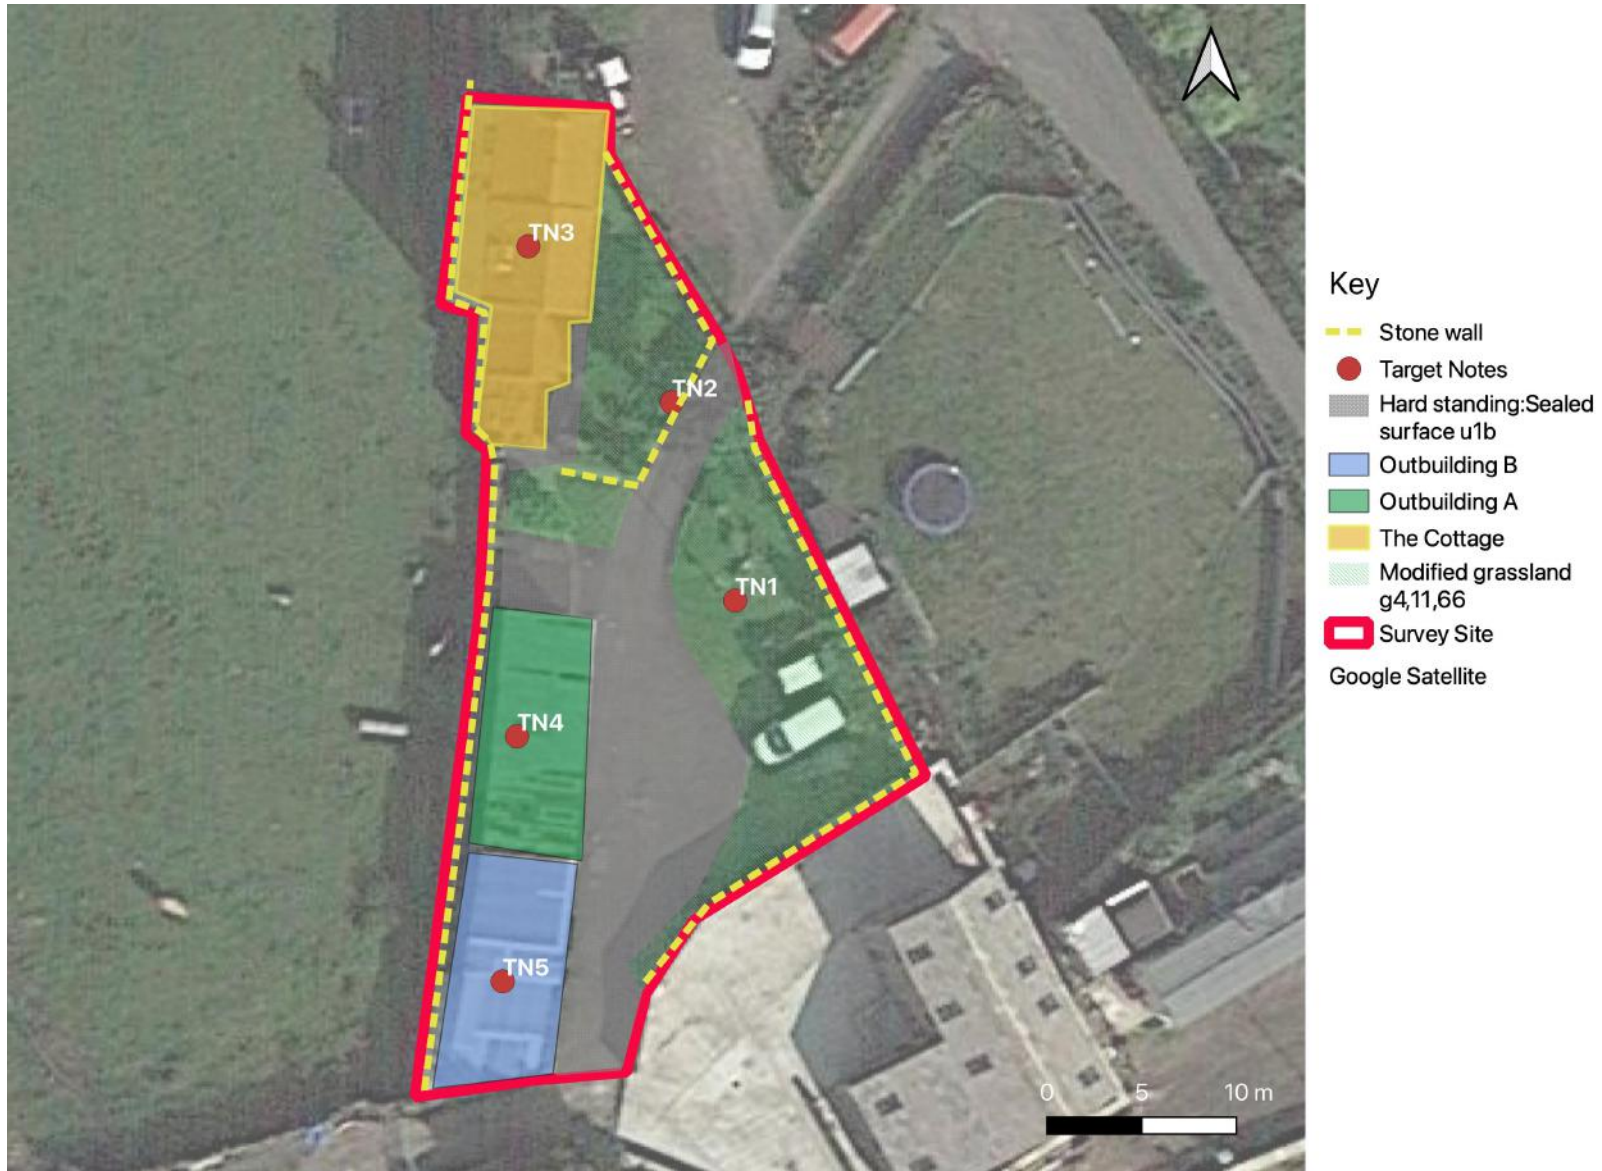 TN3
TN2
TN1
TN4
TN5
0 5 10 m
Key
Stone wall
Target Notes
Hard standing:Sealed
surface u1b
Outbuilding B
Outbuilding A
The Cottage
Modified grassland
g4,11,66
Survey Site
Google Satellite